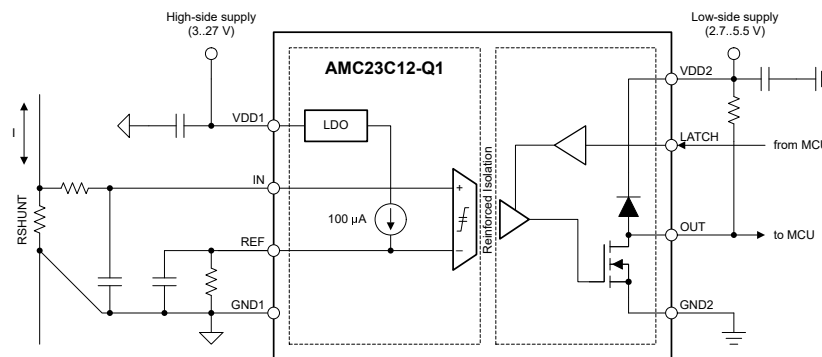 High-side supply
(3..27 V)
Low-side supply
(2.7..5.5 V)
AMC23C12-Q1
VDD1
LDO
VDD2
LATCH
from MCU
I
IN
RSHUNT
100 µA
Reinforced Isolation
REF
OUT
to MCU
GND1
GND2